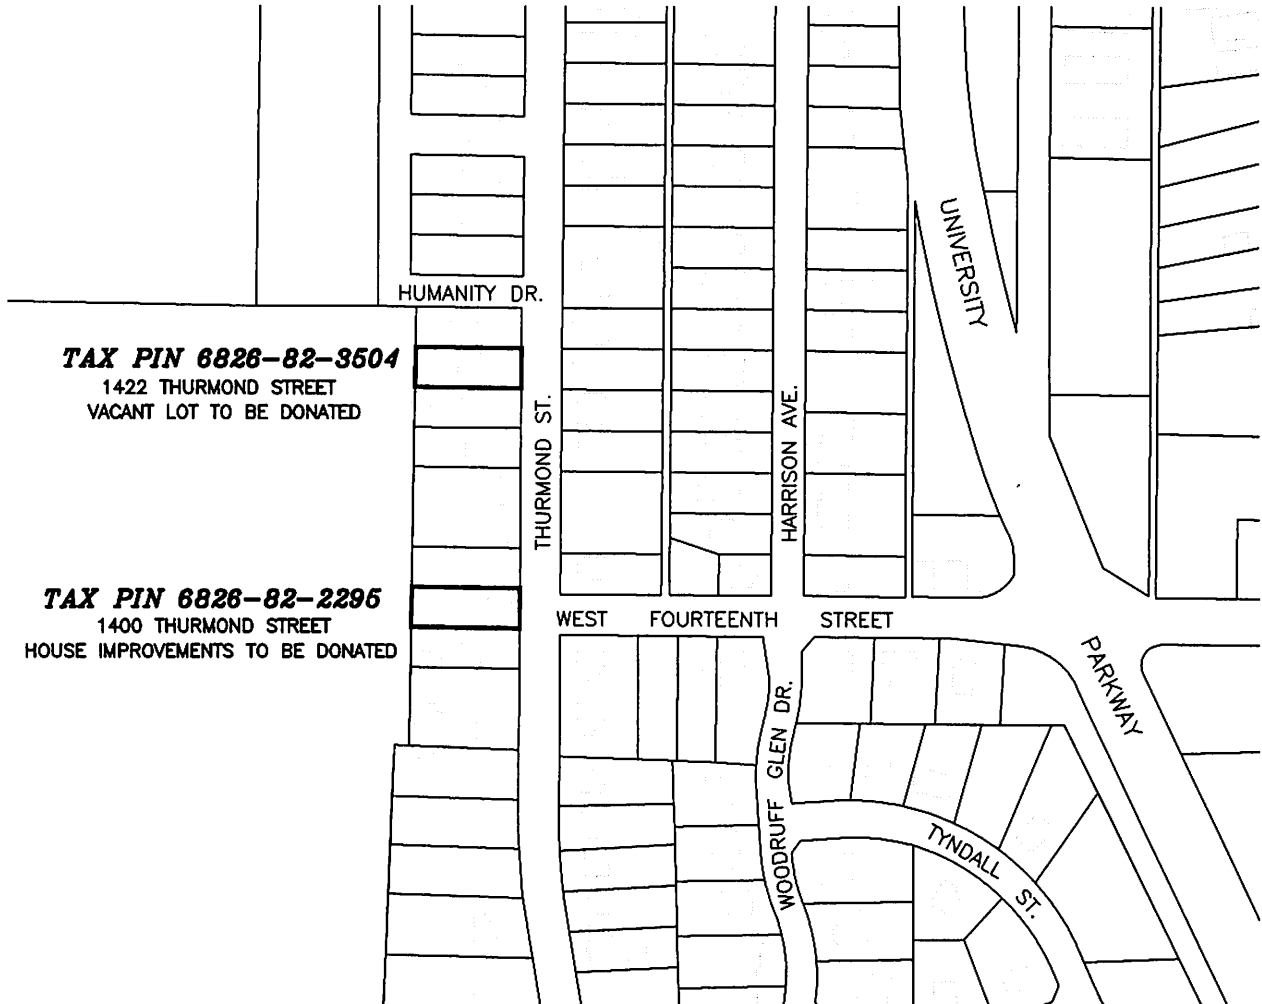 UNIVERSITY
HUMANITY DR.
TAX PIN 6826-82-3504
1422 THURMOND STREET
VACANT LOT TO BE DONATED
THURMOND ST.
HARRISON AVE.
TAX PIN 6826-82-2295
1400 THURMOND STREET
HOUSE IMPROVEMENTS TO BE DONATED
WEST FOURTEENTH STREET
PARKWAY
WOODRUFF GLEN DR.
TYNDALL ST.